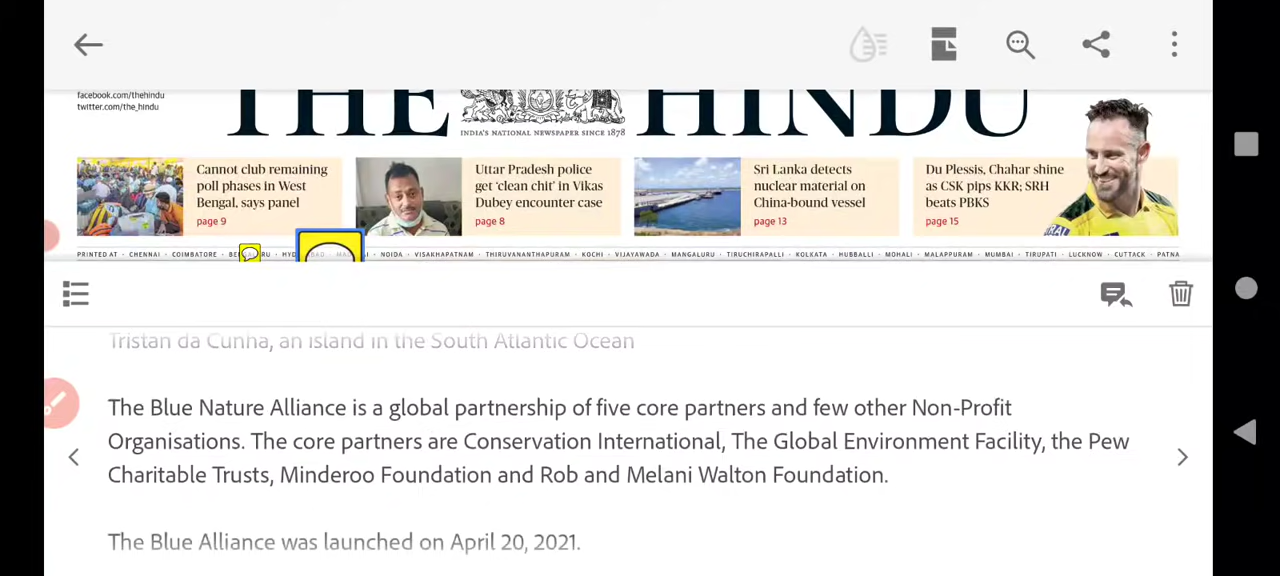 facebook.com/thehindu
twitter.com/the_hindu
THE HINDU
INDIA'S NATIONAL NEWSPAPER SINCE 1878
Cannot club remaining
poll phases in West
Bengal, says panel
page 9
Uttar Pradesh police
get ‘clean chit’ in Vikas
Dubey encounter case
page 8
Sri Lanka detects
nuclear material on
China-bound vessel
page 13
Du Plessis, Chahar shine
as CSK pips KKR; SRH
beats PBKS
page 15
PRINTED AT · CHENNAI · COIMBATORE · NOIDA · VISAKHAPATNAM · THIRUVANANTHAPURAM · KOCHI · VIJAYAWADA · MANGALURU · TIRUCHIRAPALLI · KOLKATA · HUBBALLI · MOHALI · MALAPPURAM · MUMBAI · TIRUPATI · LUCKNOW · CUTTACK · PATNA
Tristan da Cunha, an island in the South Atlantic Ocean
The Blue Nature Alliance is a global partnership of five core partners and few other Non-Profit
Organisations. The core partners are Conservation International, The Global Environment Facility, the Pew
Charitable Trusts, Minderoo Foundation and Rob and Melani Walton Foundation.
The Blue Alliance was launched on April 20, 2021.